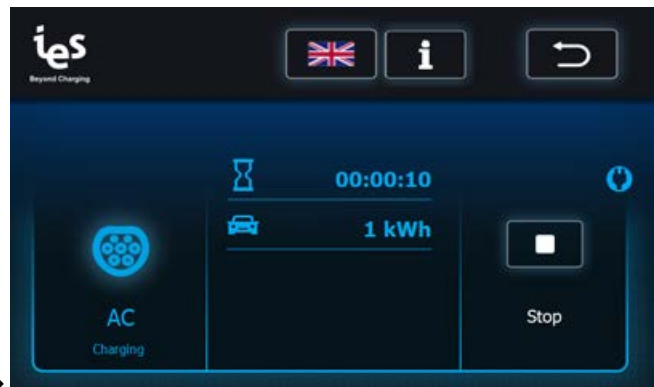 ies
Beyond Charging
i
00:00:10
1 kWh
AC
Charging
Stop